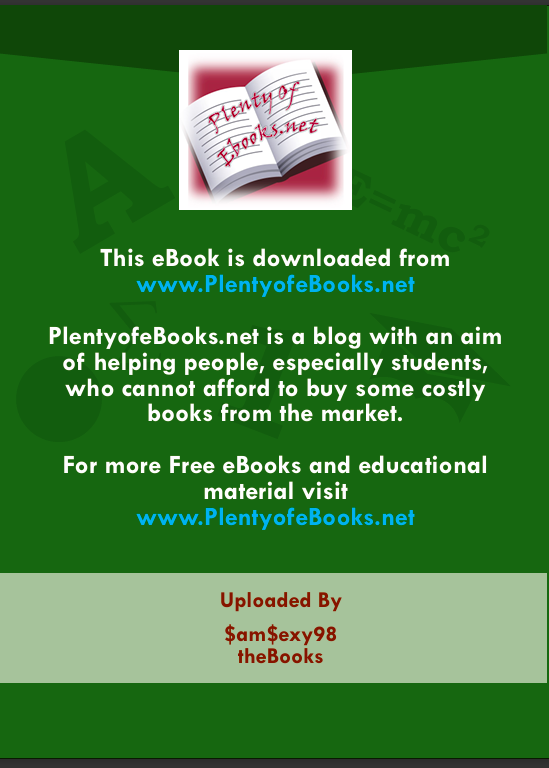 Plenty of
Ebooks.net
E=mc²
A
Σ
This eBook is downloaded from
www.PlentyofeBooks.net
PlentyofeBooks.net is a blog with an aim
of helping people, especially students,
who cannot afford to buy some costly
books from the market.
For more Free eBooks and educational
material visit
www.PlentyofeBooks.net
Uploaded By
$am$exy98
theBooks